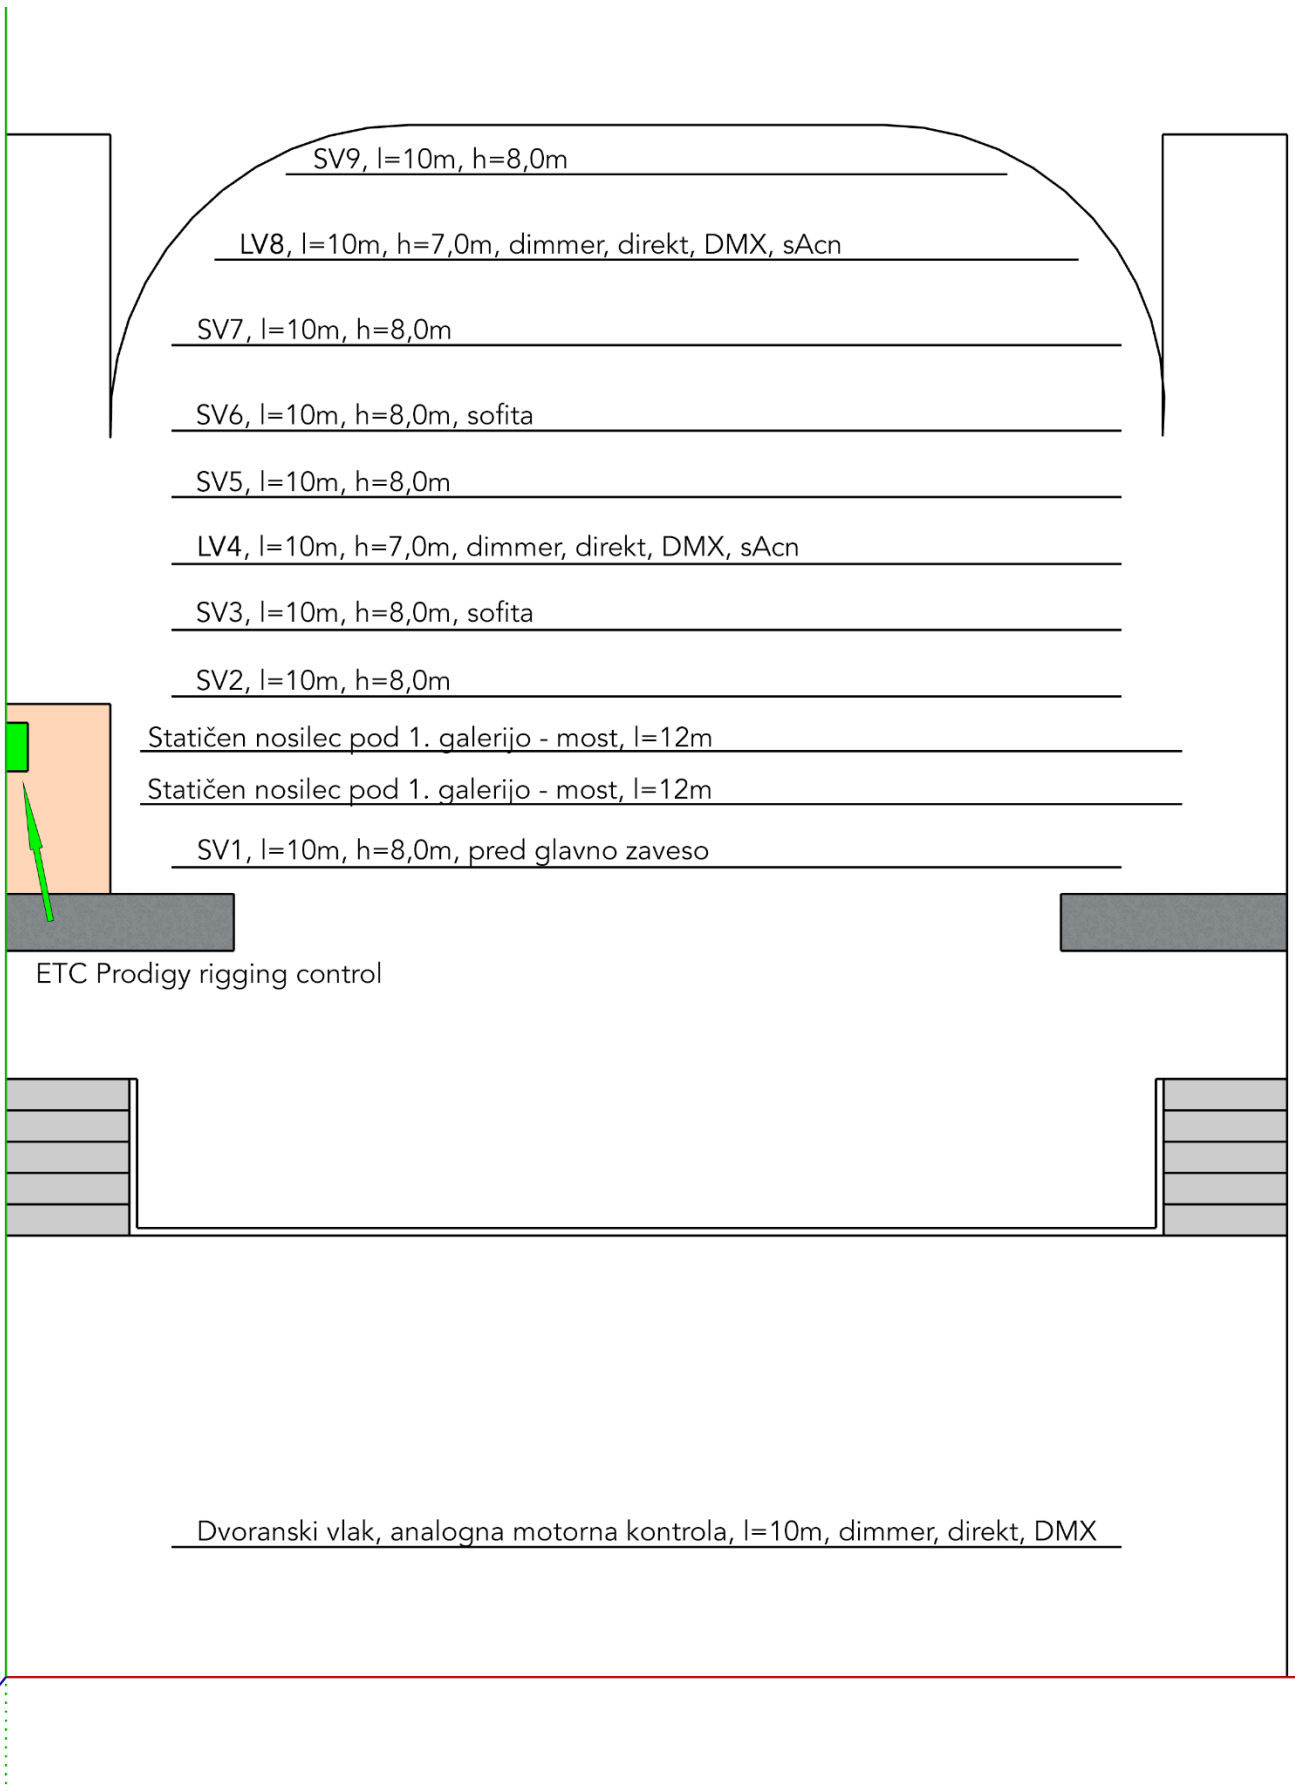 SV9, l=10m, h=8,0m
LV8, l=10m, h=7,0m, dimmer, direkt, DMX, sAcn
SV7, l=10m, h=8,0m
SV6, l=10m, h=8,0m, sofita
SV5, l=10m, h=8,0m
LV4, l=10m, h=7,0m, dimmer, direkt, DMX, sAcn
SV3, l=10m, h=8,0m, sofita
SV2, l=10m, h=8,0m
Statičen nosilec pod 1. galerijo - most, l=12m
Statičen nosilec pod 1. galerijo - most, l=12m
SV1, l=10m, h=8,0m, pred glavno zaveso
ETC Prodigy rigging control
Dvoranski vlak, analogna motorna kontrola, l=10m, dimmer, direkt, DMX